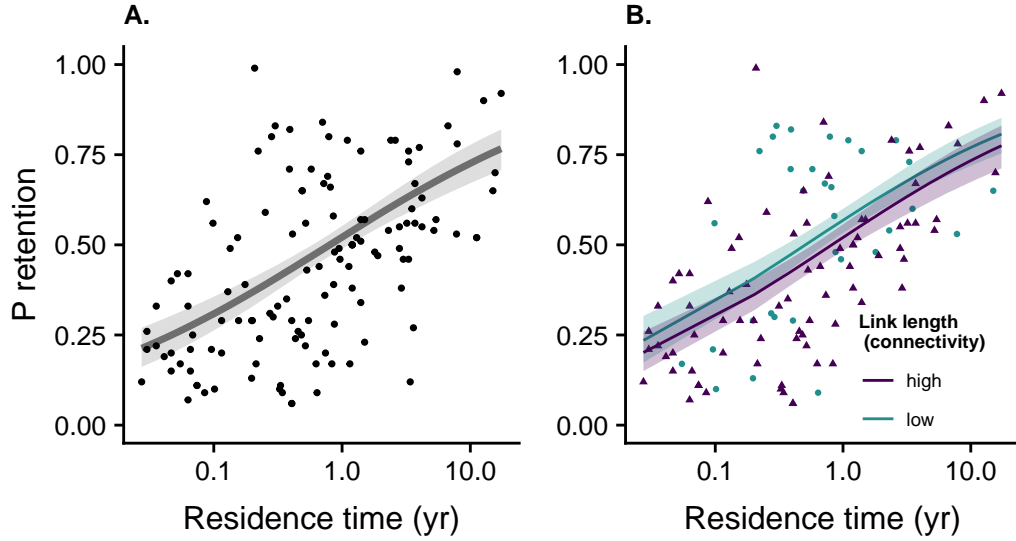 A.
B.
P retention
1.00
0.75
0.50
0.25
0.00
0.1
1.0
10.0
Residence time (yr)
1.00
0.75
0.50
0.25
0.00
0.1
1.0
10.0
Residence time (yr)
Link length
(connectivity)
high
low